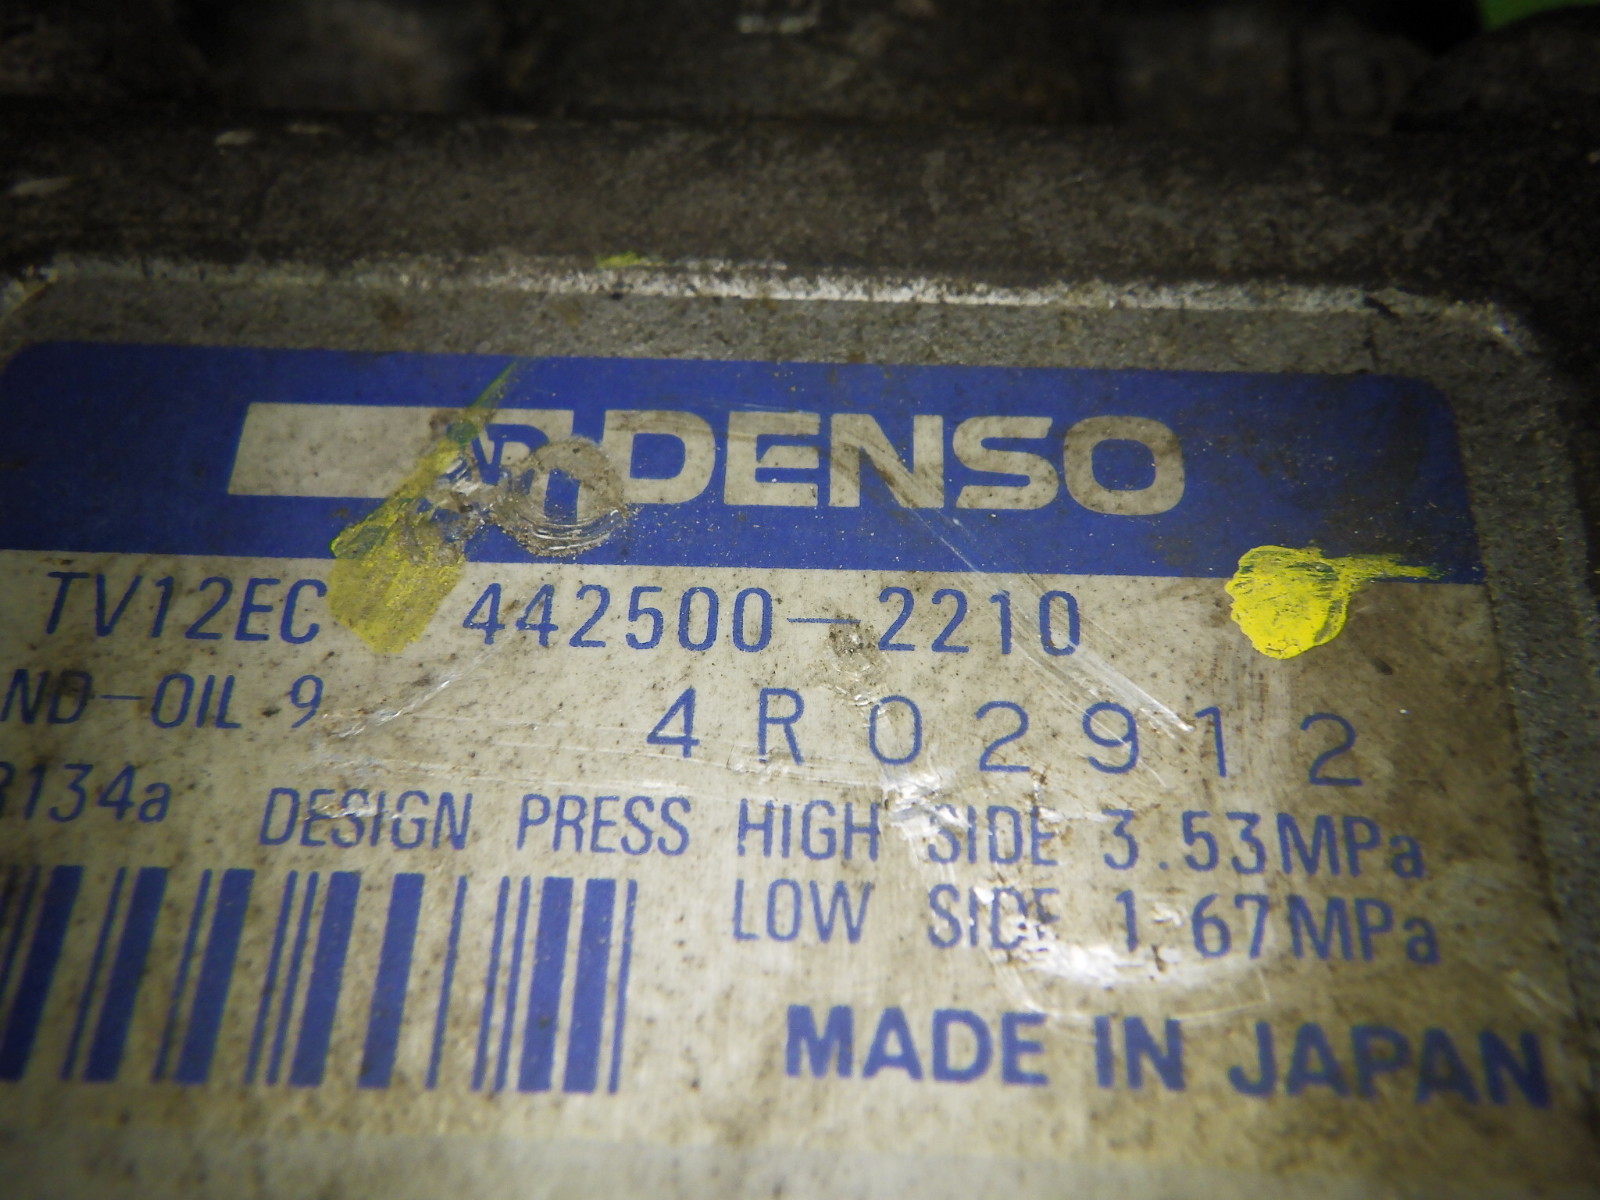 ND DENSO
TV12EC 442500-2210
ND-OIL 9 4R02912
R134a DESIGN PRESS HIGH SIDE 3.53MPa
LOW SIDE 1.67MPa
MADE IN JAPAN